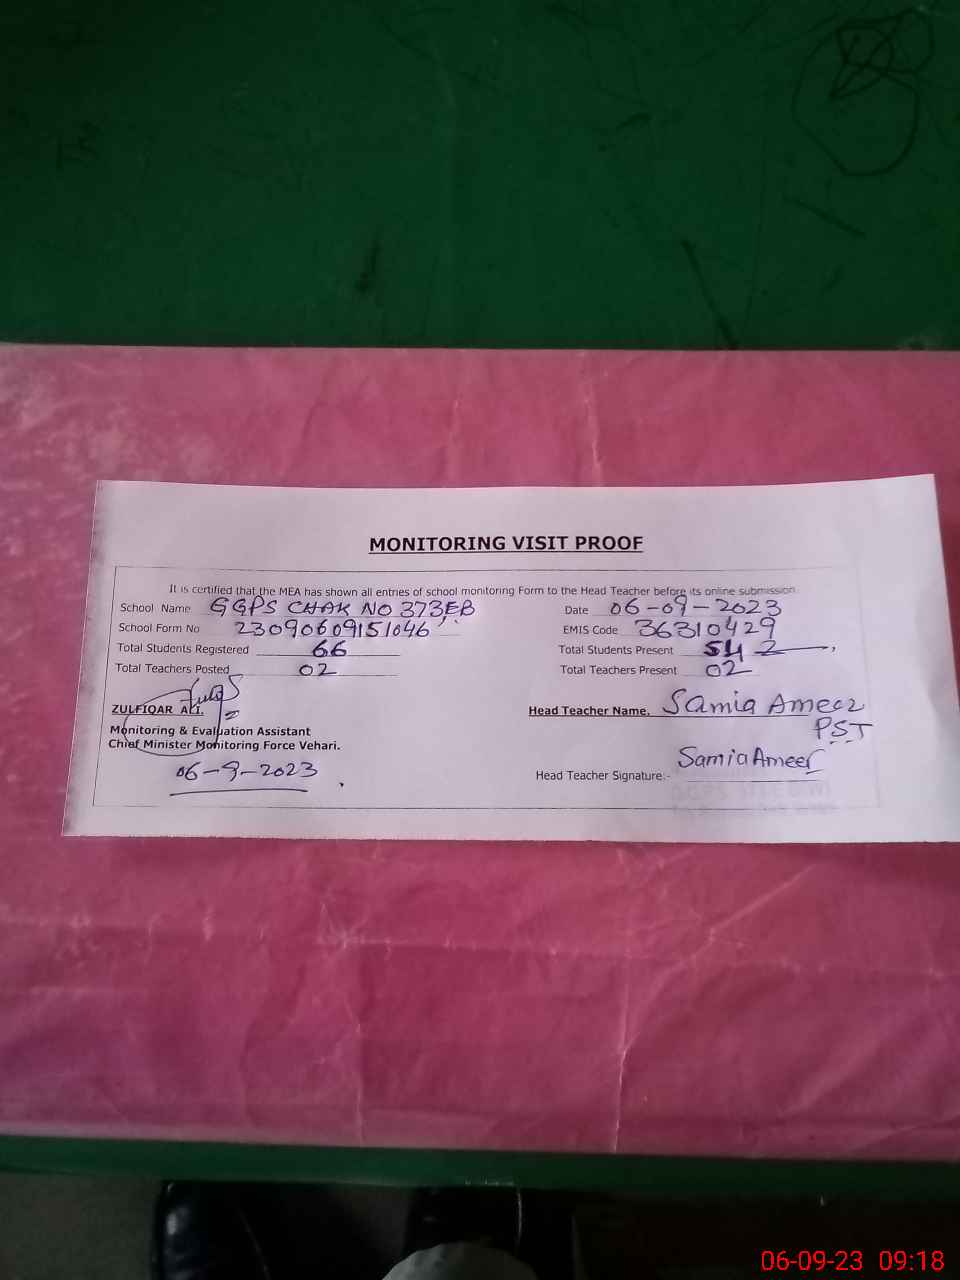 MONITORING VISIT PROOF
It is certified that the MEA has shown all entries of school monitoring Form to the Head Teacher before its online submission.
School Name GGPS CHAK NO 373EB Date 06-09-2023
School Form No 23090609151046 EMIS Code 36310429
Total Students Registered 66 Total Students Present
Total Teachers Posted 02 Total Teachers Present 02
ZULFIQAR ALI. Head Teacher Name. Samia Ameer
PST
Monitoring & Evaluation Assistant
Chief Minister Monitoring Force Vehari.
06-9-2023 Head Teacher Signature:- Samia Ameer
06-09-23 09:18